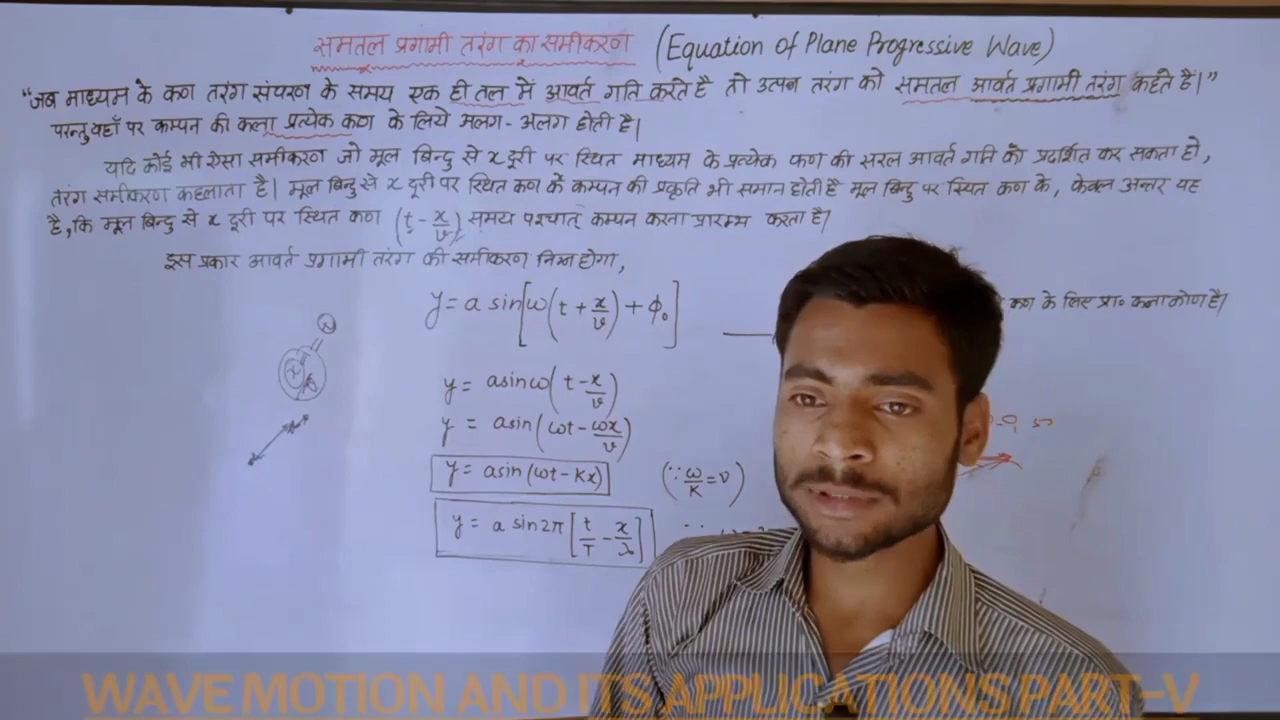 समतल प्रगामी तरंग का समीकरण (Equation of Plane Progressive Wave)
“जब माध्यम के कण तरंग संचरण के समय एक ही तल में आवर्त गति करते है तो उत्पन्न तरंग को समतल आवर्त प्रगामी तरंग कहते है।”
परन्तु यहाँ पर कम्पन की कला प्रत्येक कण के लिये अलग-अलग होती है।
यदि कोई भी ऐसा समीकरण जो मूल बिन्दु से x दूरी पर स्थित माध्यम के प्रत्येक कण की सरल आवर्त गति को प्रदर्शित कर सकता हो,
तरंग समीकरण कहलाता है। मूल बिन्दु से x दूरी पर स्थित कण के कम्पन की प्रकृति भी समान होती है मूल बिन्दु पर स्थित कण के, केवल अन्तर यह
है, कि मूल बिन्दु से x दूरी पर स्थित कण (t - x/v) समय पश्चात् कम्पन करना प्रारम्भ करता है।
इस प्रकार आवर्त प्रगामी तरंग की समीकरण निम्न होगा,
y = a sin[ω(t + x/v) + ϕ₀] कण के लिए प्रा० कला कोण है।
y = a sin ω(t - x/v)
y = a sin(ωt - ωx/v)
y = a sin(ωt - Kx) (∵ ω/K = v)
y = a sin 2π [t/T - x/λ]
WAVE MOTION AND ITS APPLICATIONS PART-V